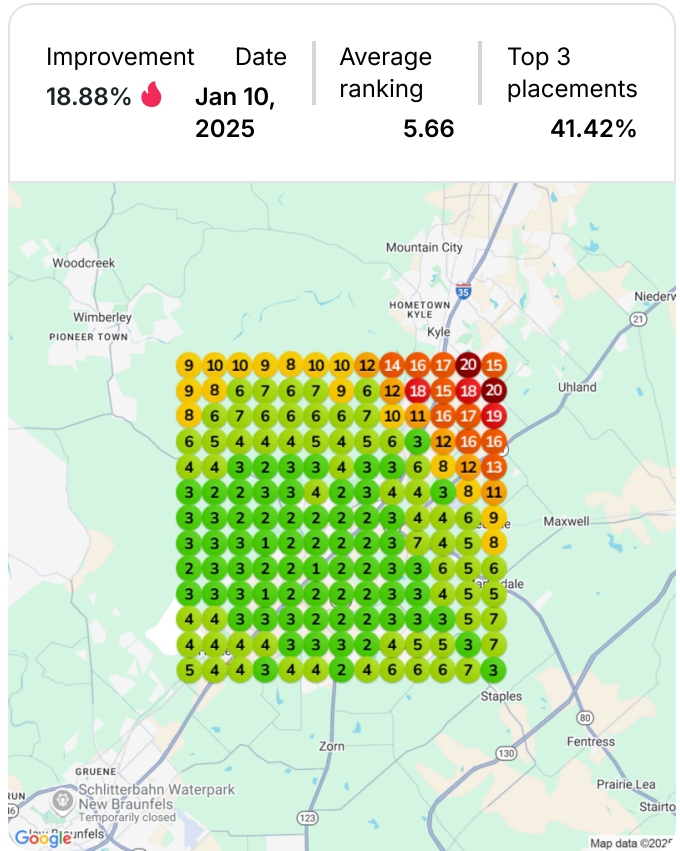 Improvement
18.88%
Date
Jan 10,
2025
Average
ranking
5.66
Top 3
placements
41.42%
Mountain City
Woodcreek
35
HOMETOWN
KYLE
Wimberley
PIONEER TOWN
Kyle
21
9 10 10 9 8 10 10 12 14 16 17 20 15
9 8 6 7 6 7 9 6 12 18 15 18 20
Uhland
8 6 7 6 6 6 6 7 10 11 16 17 19
6 5 4 4 4 5 4 5 6 3 12 16 16
4 4 3 2 3 3 4 3 3 6 8 12 13
3 2 2 3 3 4 2 3 4 4 3 8 11
3 3 2 2 2 2 2 2 3 4 4 6 9
Maxwell
3 3 3 1 2 2 2 2 3 7 4 5 8
2 3 3 2 2 1 2 2 3 3 6 5 6
3 3 3 1 2 2 2 2 3 3 4 5 5
4 4 3 3 3 3 2 3 3 3 3 5 7
4 4 4 4 3 3 3 2 4 5 5 3 7
5 4 4 3 4 4 2 4 6 6 6 7 3
Staples
80
Zorn
Fentress
130
GRUENE
Schlitterbahn Waterpark
New Braunfels
Temporarily closed
Prairie Lea
123
Google
Map data ©2025